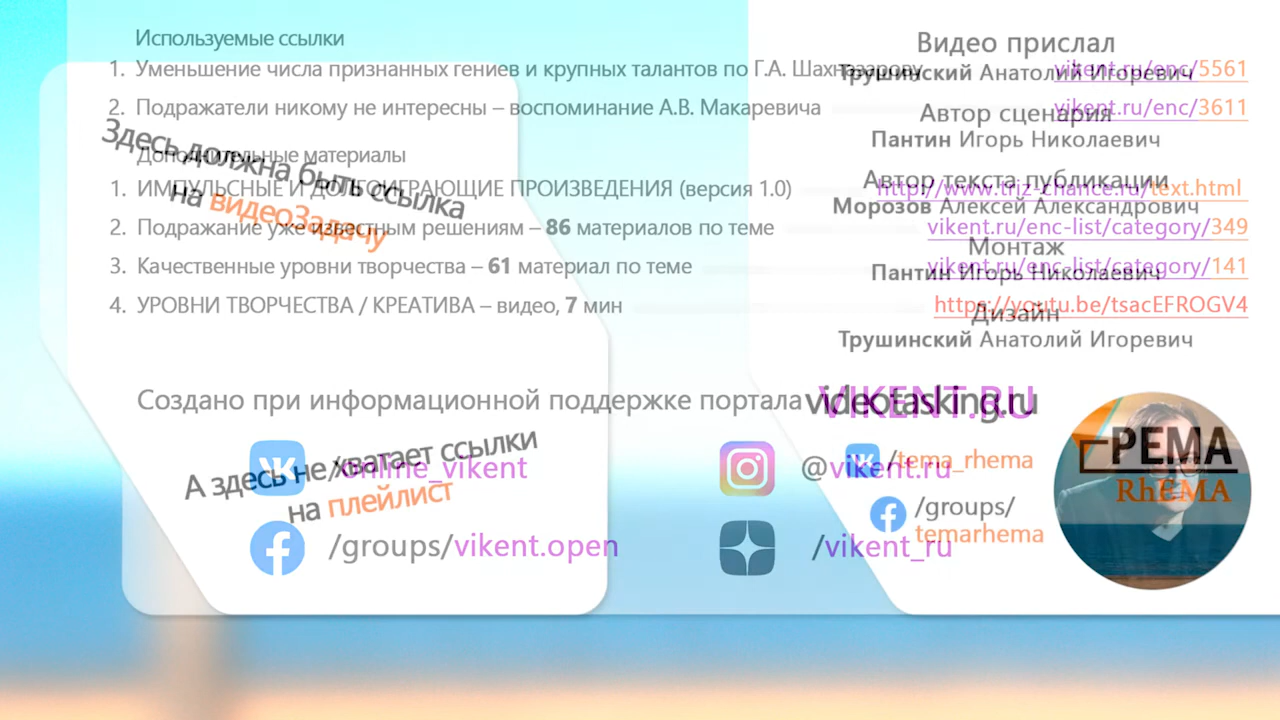 Используемые ссылки
1. Уменьшение числа признанных гениев и крупных талантов по Г.А. Шахназарову vikent.ru/enc/5561
2. Подражатели никому не интересны – воспоминание А.В. Макаревича vikent.ru/enc/3611
Дополнительные материалы
1. ИМПУЛЬСНЫЕ И ДОЛГОИГРАЮЩИЕ ПРОИЗВЕДЕНИЯ (версия 1.0) http://www.triz-chance.ru/text.html
2. Подражание уже известным решениям – 86 материалов по теме vikent.ru/enc-list/category/349
3. Качественные уровни творчества – 61 материал по теме vikent.ru/enc-list/category/141
4. УРОВНИ ТВОРЧЕСТВА / КРЕАТИВА – видео, 7 мин https://youtu.be/tsacEFROGV4
Создано при информационной поддержке портала VIKENT.RU
/online_vikent
@vikent.ru
/groups/vikent.open
/vikent_ru
Здесь должна быть ссылка
на видеоЗадачу
А здесь не хватает ссылки
на плейлист
Видео прислал
Трушинский Анатолий Игоревич
Автор сценария
Пантин Игорь Николаевич
Автор текста публикации
Морозов Алексей Александрович
Монтаж
Пантин Игорь Николаевич
Дизайн
Трушинский Анатолий Игоревич
videotasking.ru
/tema_rhema
/groups/
temarhema
РЕМА
RhEMA